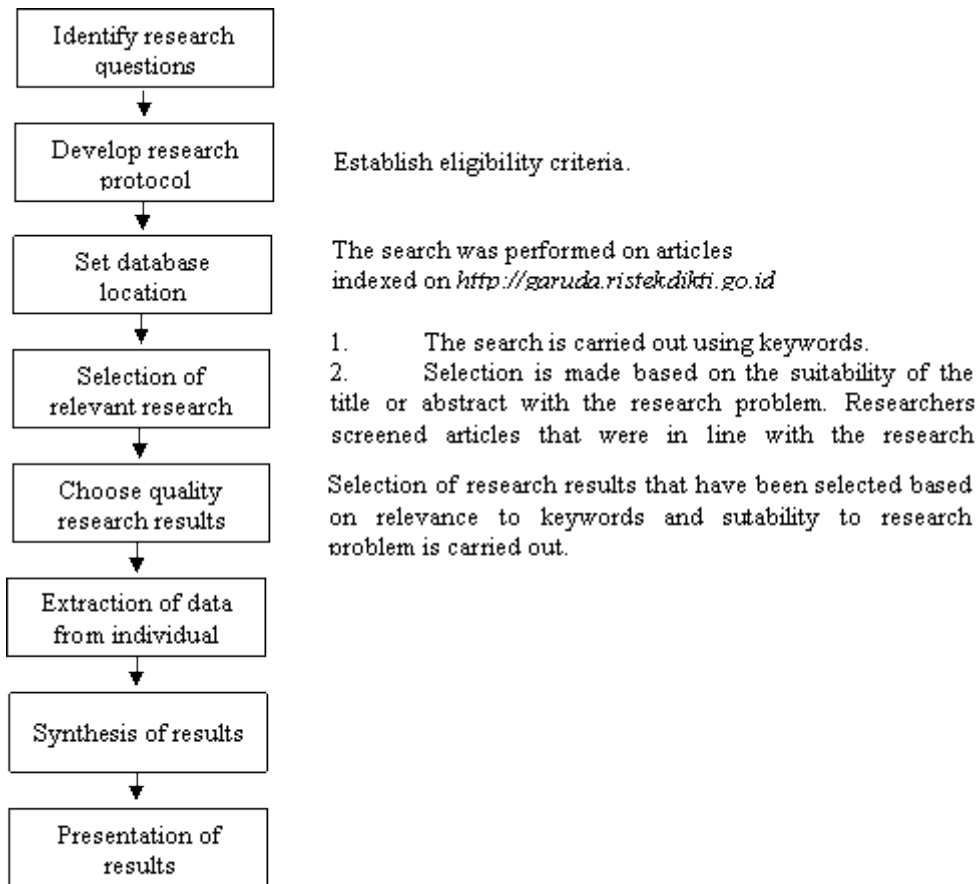 Identify research
questions
Develop research
protocol
Establish eligibility criteria.
Set database
location
The search was performed on articles
indexed on http://garuda.ristekdikti.go.id
Selection of
relevant research
1. The search is carried out using keywords.
2. Selection is made based on the suitability of the
title or abstract with the research problem. Researchers
screened articles that were in line with the research
Choose quality
research results
Selection of research results that have been selected based
on relevance to keywords and sutability to research
problem is carried out.
Extraction of data
from individual
Synthesis of results
Presentation of
results